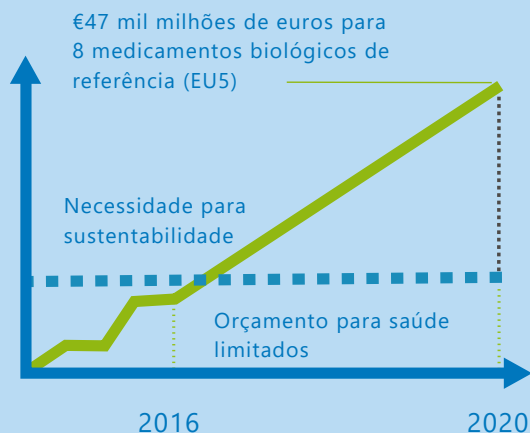 €47 mil milhões de euros para
8 medicamentos biológicos de
referência (EU5)
Necessidade para
sustentabilidade
Orçamento para saúde
limitados
2016
2020